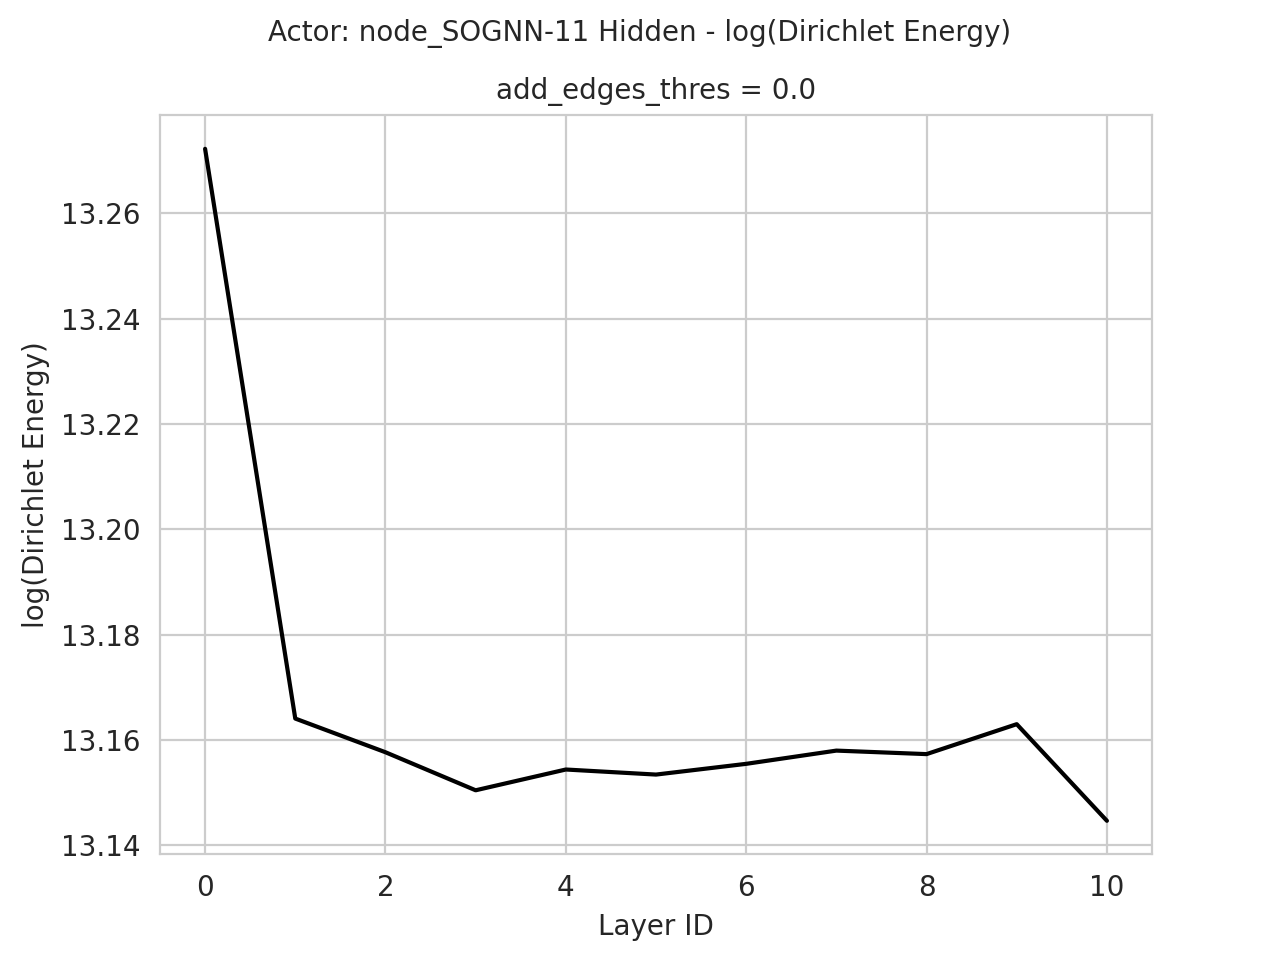 Actor: node_SOGNN-11 Hidden - log(Dirichlet Energy)
add_edges_thres = 0.0
log(Dirichlet Energy)
13.26
13.24
13.22
13.20
13.18
13.16
13.14
0 2 4 6 8 10
Layer ID